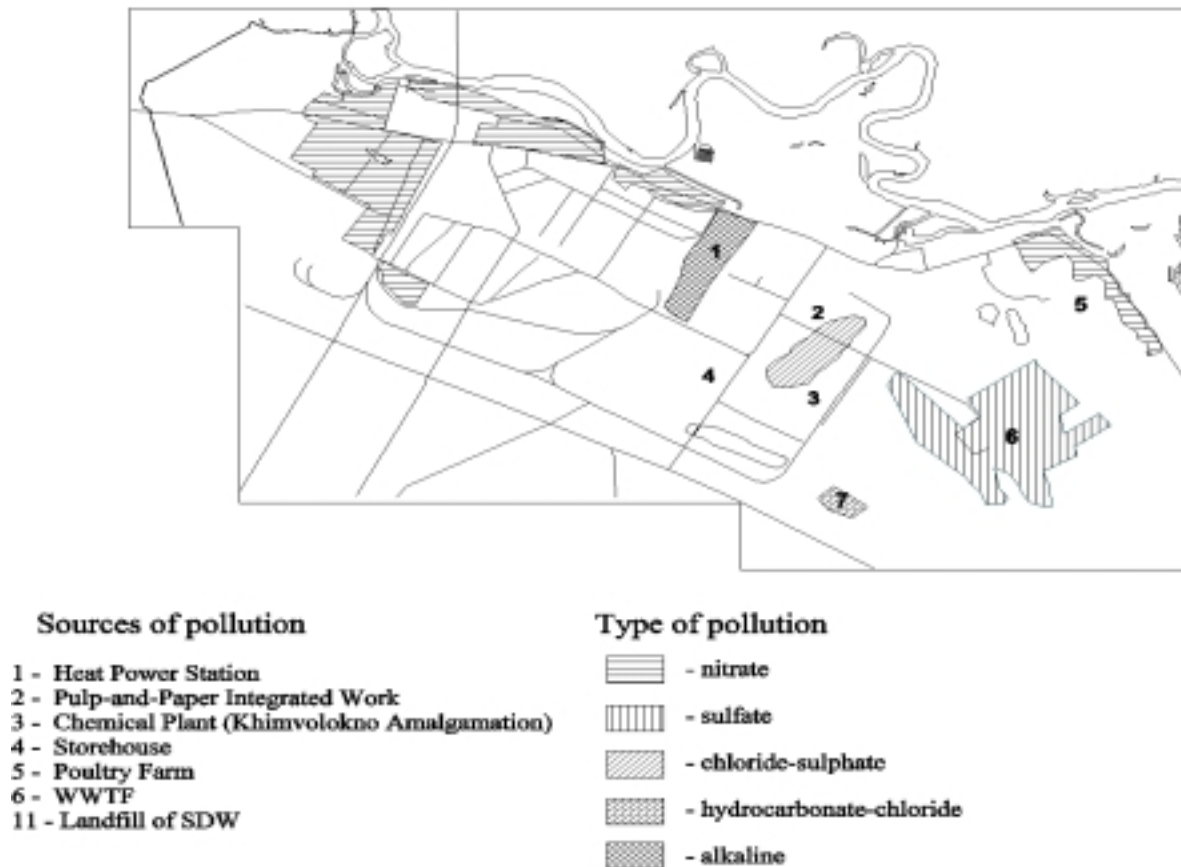 1
2
5
4
3
6
7
Sources of pollution
1 - Heat Power Station
2 - Pulp-and-Paper Integrated Work
3 - Chemical Plant (Khimvolokno Amalgamation)
4 - Storehouse
5 - Poultry Farm
6 - WWTF
11 - Landfill of SDW
Type of pollution
- nitrate
- sulfate
- chloride-sulphate
- hydrocarbonate-chloride
- alkaline